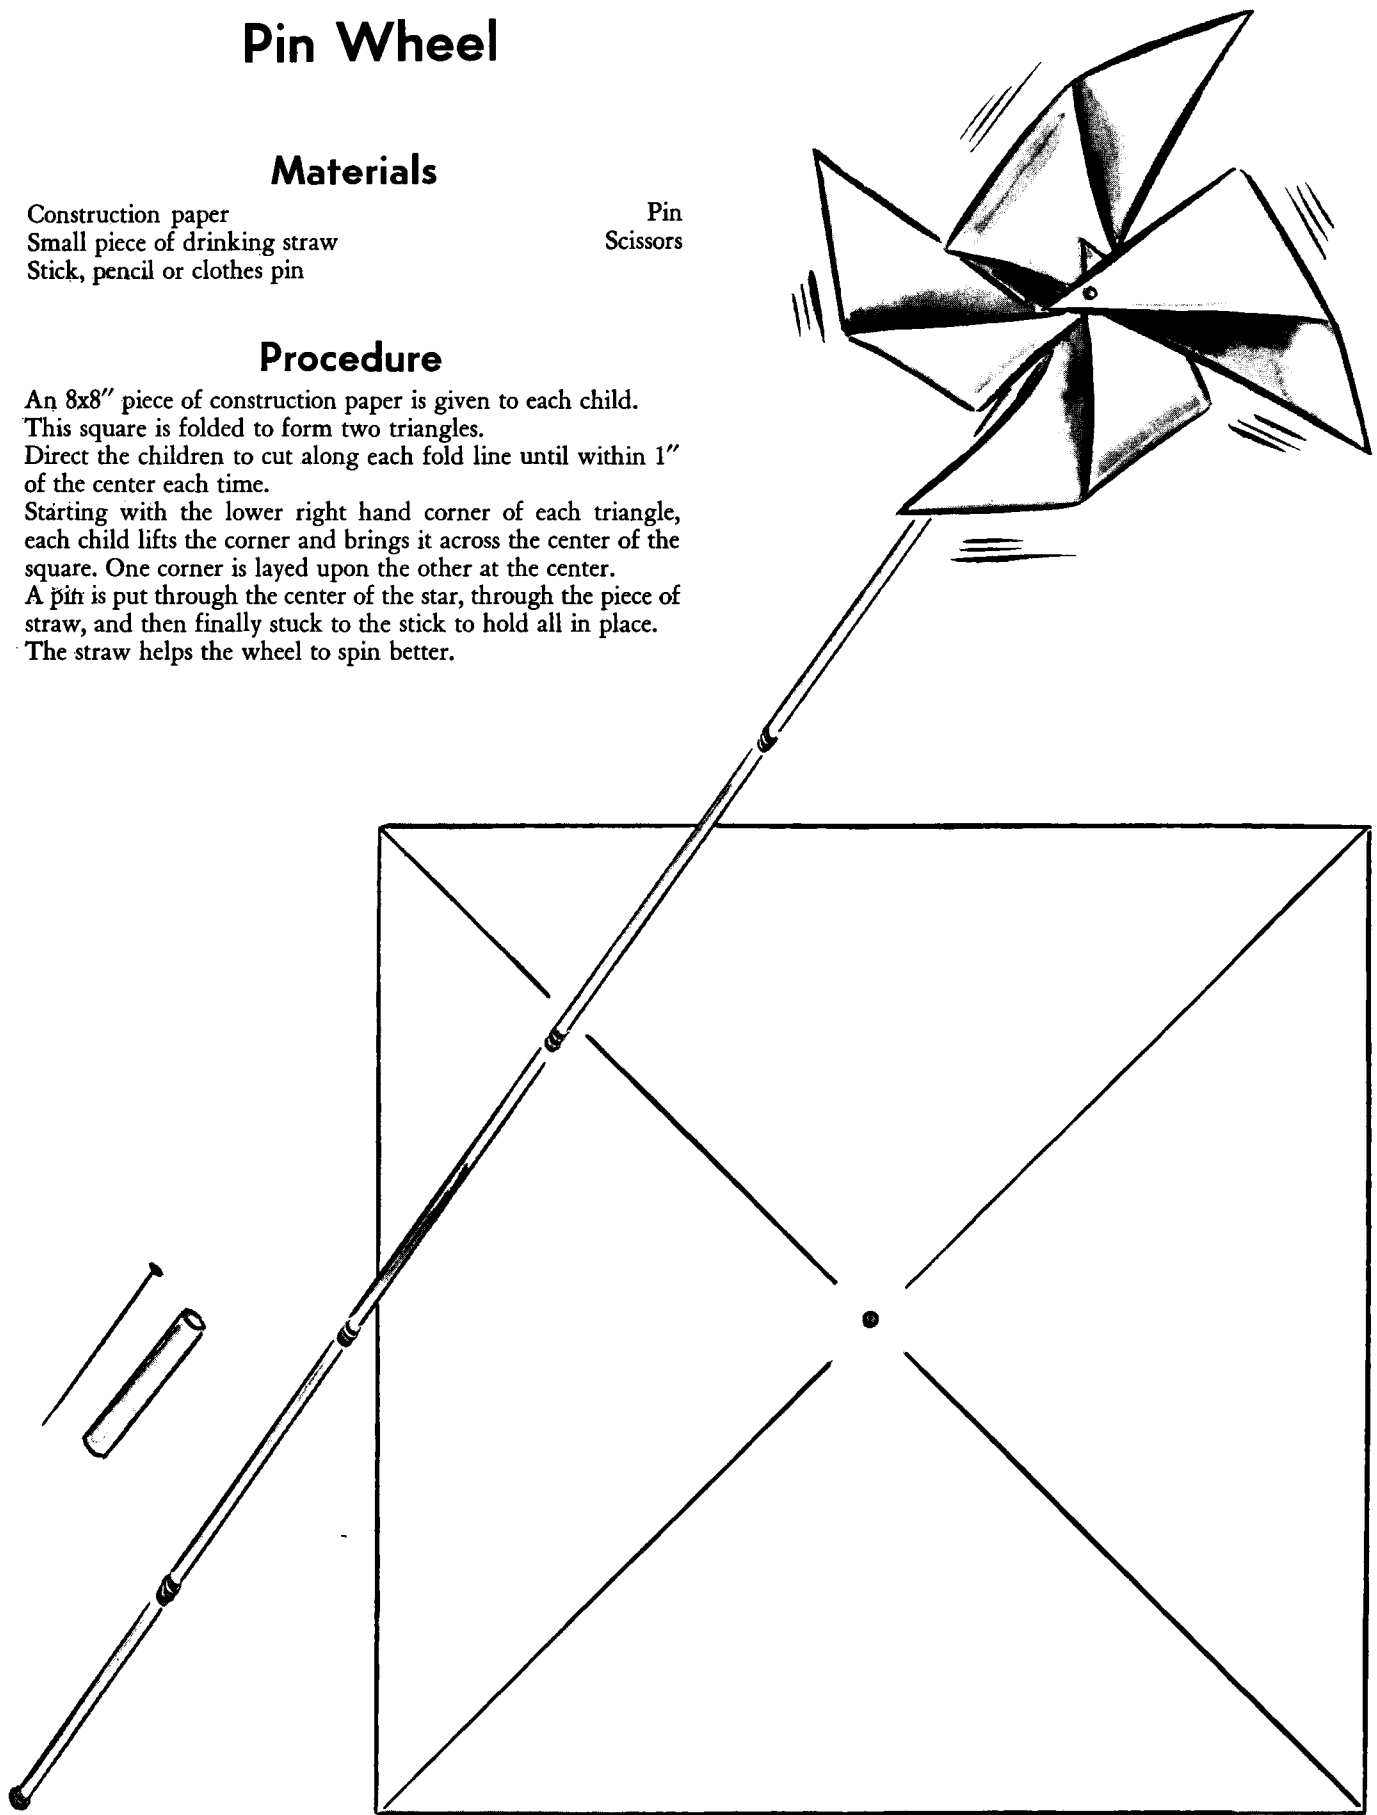 Pin Wheel
Materials
Construction paper
Small piece of drinking straw
Stick, pencil or clothes pin
Pin
Scissors
Procedure
An 8x8″ piece of construction paper is given to each child.
This square is folded to form two triangles.
Direct the children to cut along each fold line until within 1″
of the center each time.
Starting with the lower right hand corner of each triangle,
each child lifts the corner and brings it across the center of the
square. One corner is layed upon the other at the center.
A pin is put through the center of the star, through the piece of
straw, and then finally stuck to the stick to hold all in place.
The straw helps the wheel to spin better.